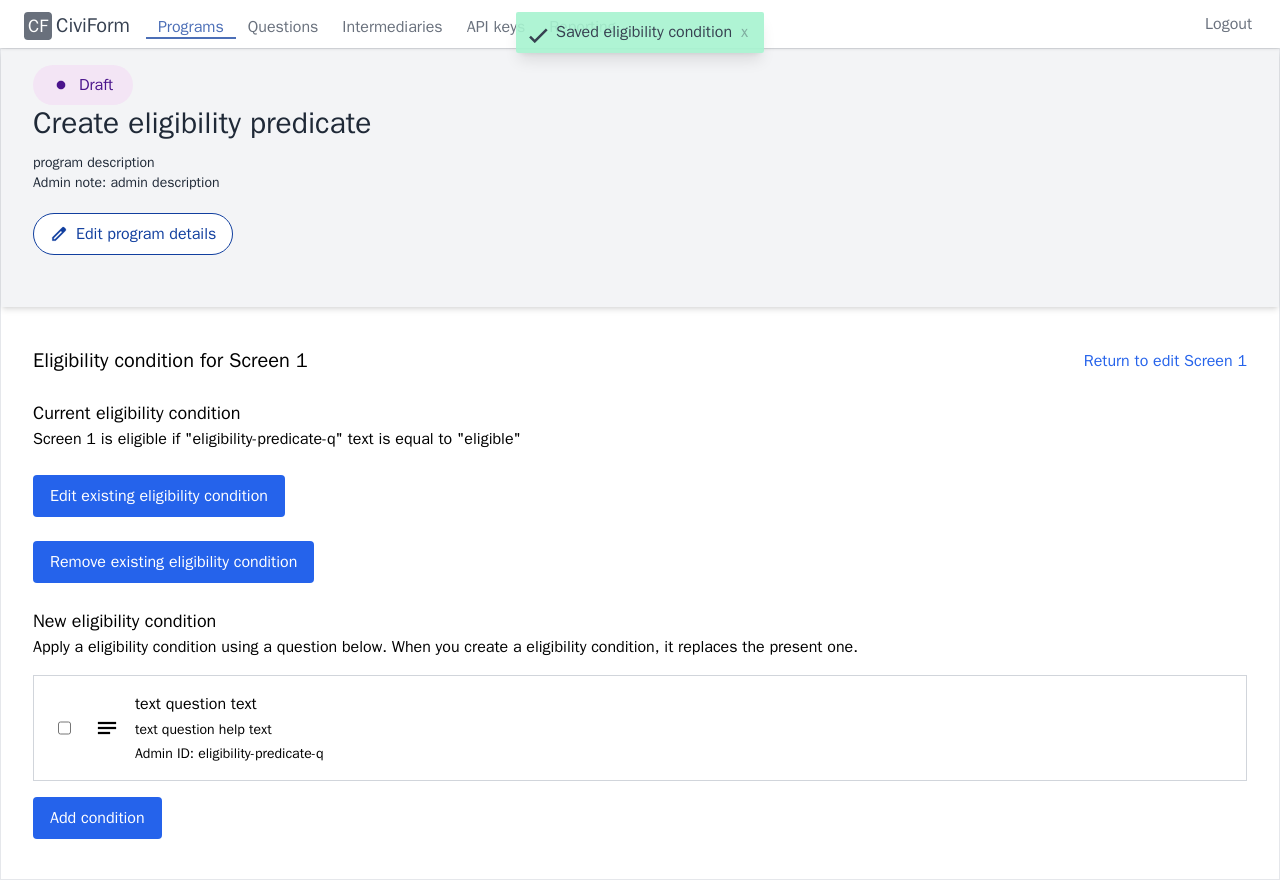 CF CiviForm Programs Questions Intermediaries API keys Logout
Saved eligibility condition x
Draft
Create eligibility predicate
program description
Admin note: admin description
Edit program details
Eligibility condition for Screen 1
Return to edit Screen 1
Current eligibility condition
Screen 1 is eligible if "eligibility-predicate-q" text is equal to "eligible"
Edit existing eligibility condition
Remove existing eligibility condition
New eligibility condition
Apply a eligibility condition using a question below. When you create a eligibility condition, it replaces the present one.
text question text
text question help text
Admin ID: eligibility-predicate-q
Add condition